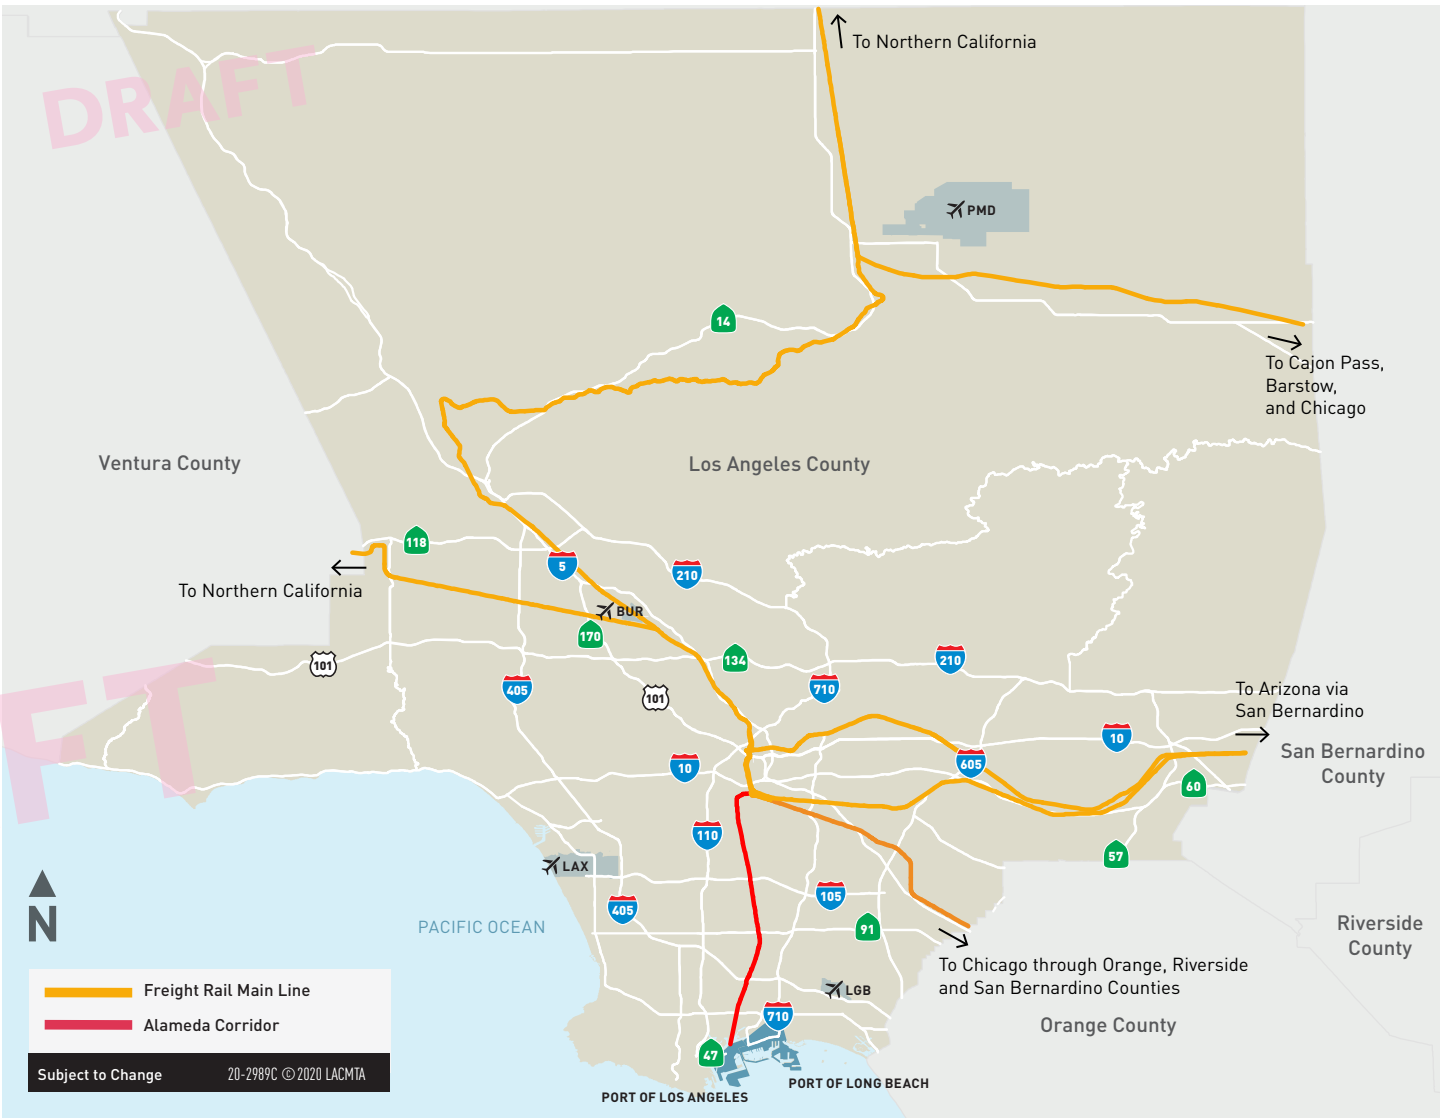 To Northern California
DRAFT
PMD
14
To Cajon Pass,
Barstow,
and Chicago
Ventura County
Los Angeles County
118
5
210
To Northern California
BUR
170
134
210
101
405
101
710
To Arizona via
San Bernardino
10
San Bernardino
County
10
605
60
FT
110
57
LAX
105
405
91
PACIFIC OCEAN
Riverside
County
N
To Chicago through Orange, Riverside
and San Bernardino Counties
LGB
Freight Rail Main Line
710
Orange County
Alameda Corridor
47
Subject to Change
20-2989C ©2020 LACMTA
PORT OF LONG BEACH
PORT OF LOS ANGELES